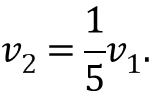 v₂ = 1/5 v₁.